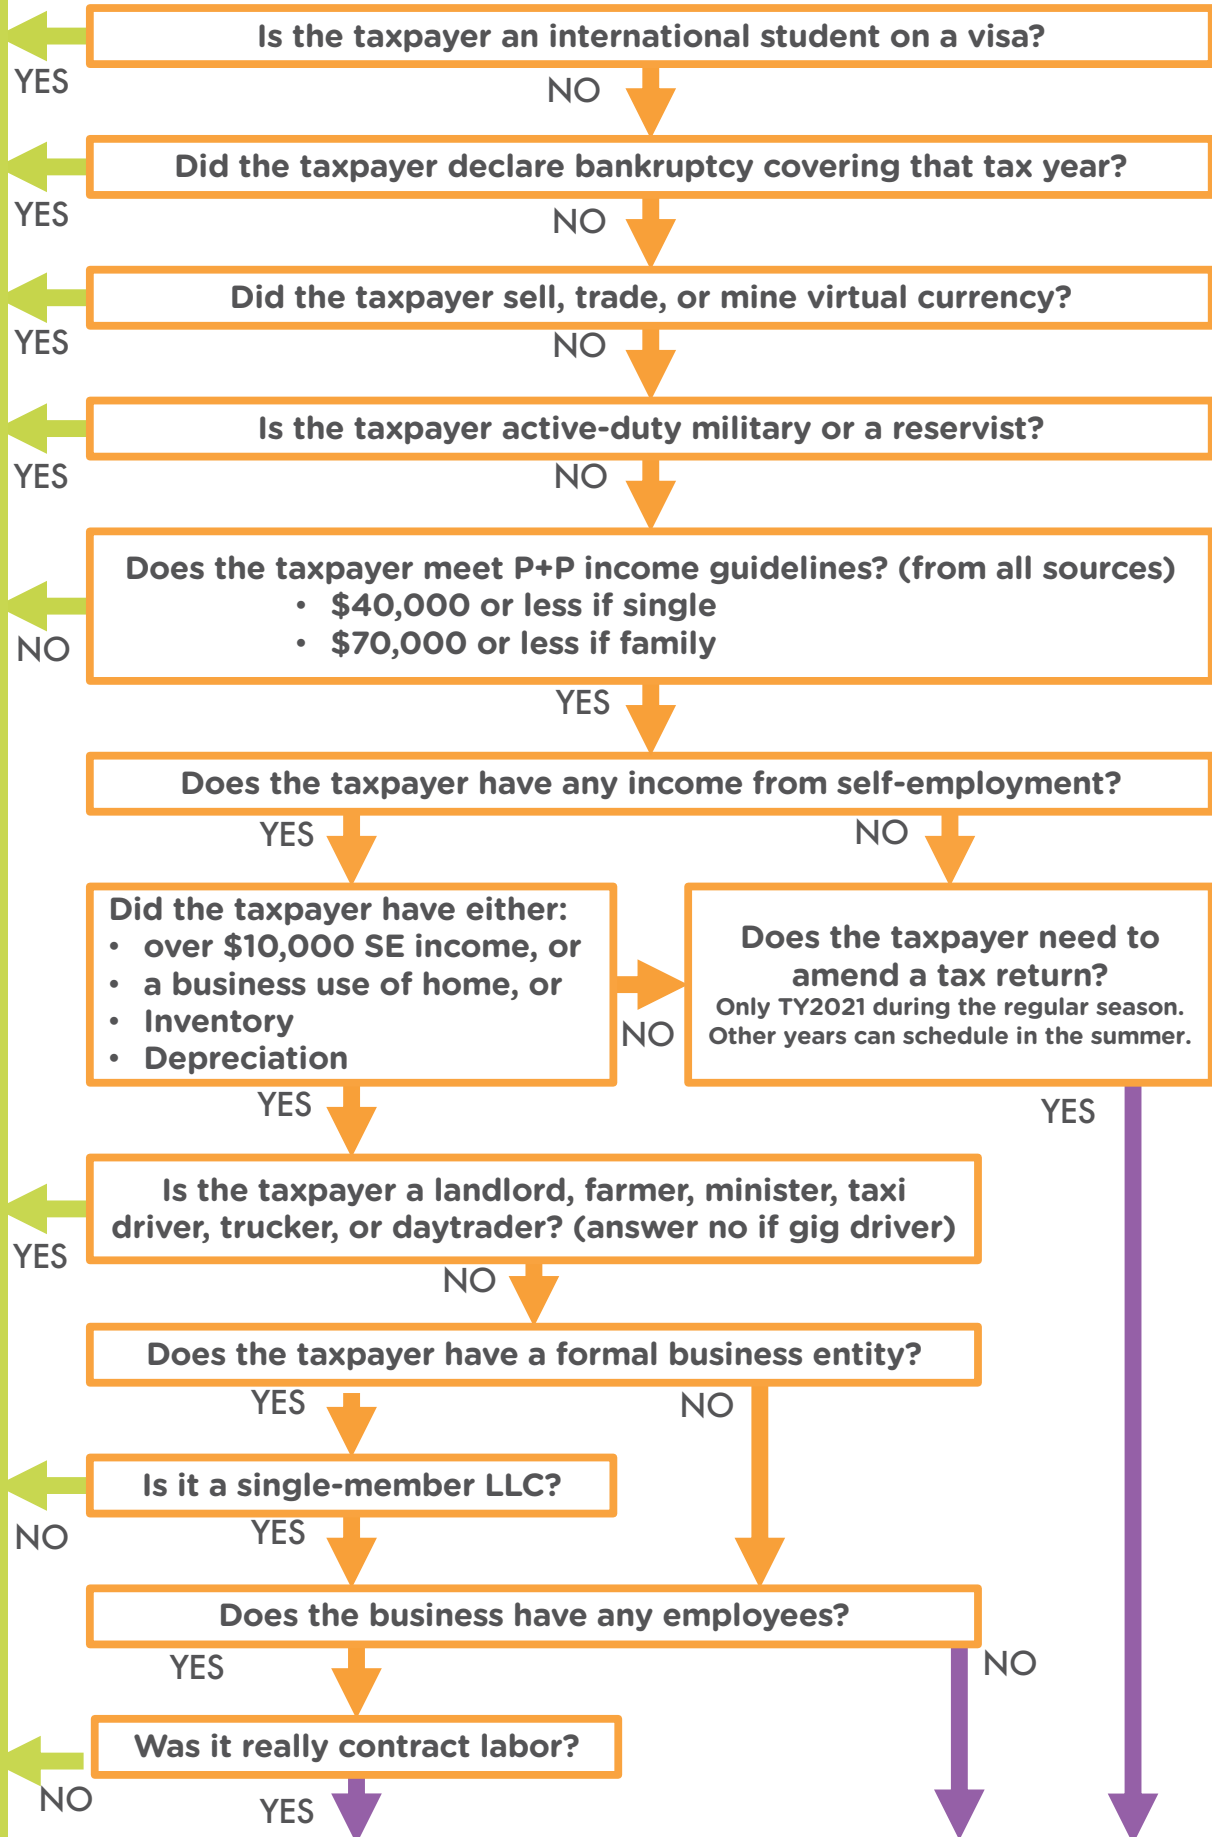 Is the taxpayer an international student on a visa?
YES
NO
Did the taxpayer declare bankruptcy covering that tax year?
YES
NO
Did the taxpayer sell, trade, or mine virtual currency?
YES
NO
Is the taxpayer active-duty military or a reservist?
YES
NO
Does the taxpayer meet P+P income guidelines? (from all sources)
• $40,000 or less if single
• $70,000 or less if family
NO
YES
Does the taxpayer have any income from self-employment?
YES
NO
Did the taxpayer have either:
• over $10,000 SE income, or
• a business use of home, or
• Inventory
• Depreciation
NO
Does the taxpayer need to
amend a tax return?
Only TY2021 during the regular season.
Other years can schedule in the summer.
YES
YES
Is the taxpayer a landlord, farmer, minister, taxi
driver, trucker, or daytrader? (answer no if gig driver)
YES
NO
Does the taxpayer have a formal business entity?
YES
NO
Is it a single-member LLC?
NO
YES
Does the business have any employees?
YES
NO
Was it really contract labor?
NO
YES